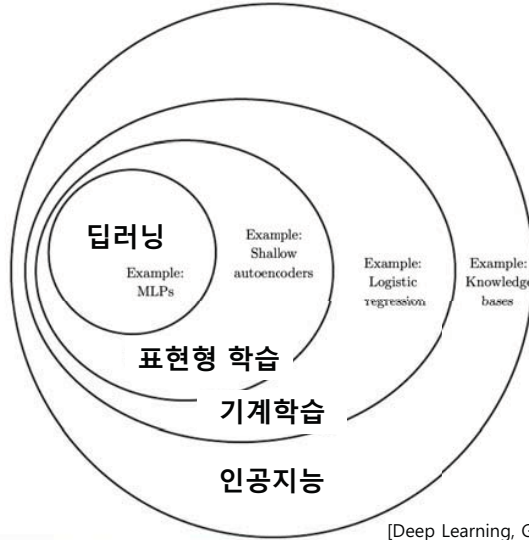 딥러닝
Example:
MLPs
Example:
Shallow
autoencoders
Example:
Logistic
regression
Example:
Knowledge
bases
표현형 학습
기계학습
인공지능
[Deep Learning,